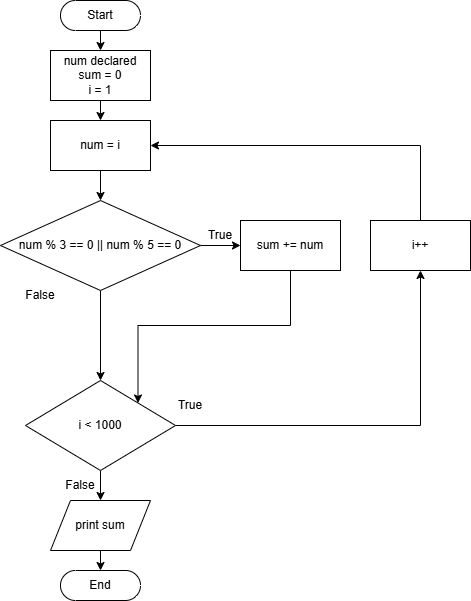 Start
num declared
sum = 0
i = 1
num = i
num % 3 == 0 || num % 5 == 0
True
sum += num
i++
False
i < 1000
True
False
print sum
End